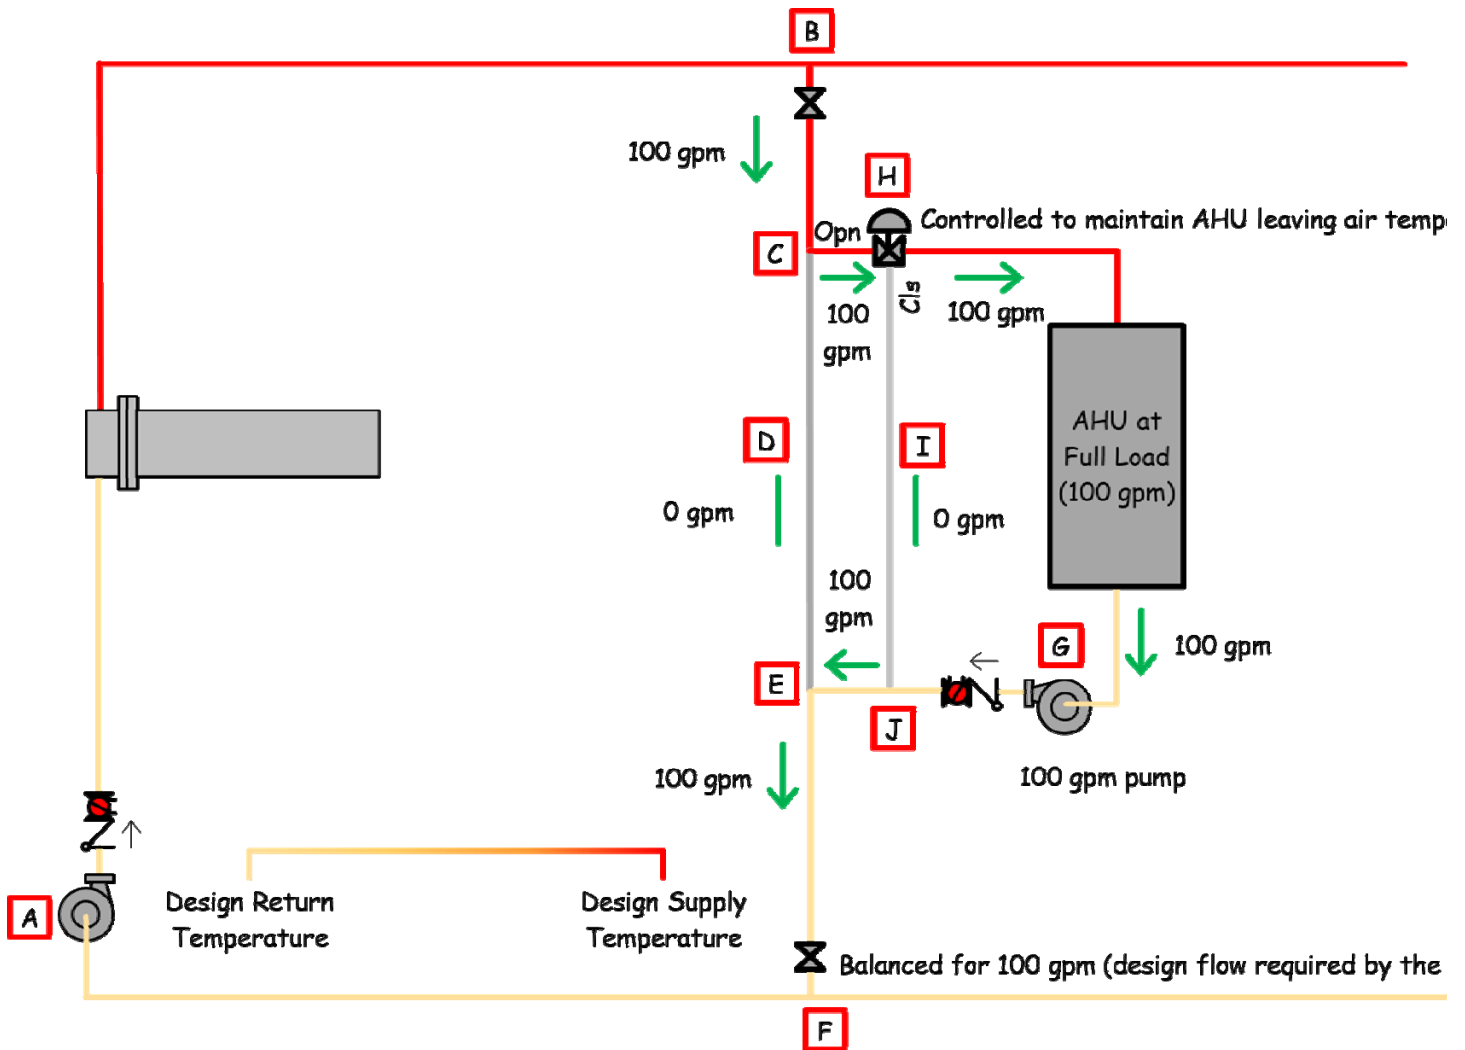 B
100 gpm
H
Controlled to maintain AHU leaving air temp
Opn
C
Cls
100
gpm
100 gpm
AHU at
Full Load
(100 gpm)
D
I
0 gpm
0 gpm
100
gpm
G
100 gpm
E
J
100 gpm
100 gpm pump
A
Design Return
Temperature
Design Supply
Temperature
Balanced for 100 gpm (design flow required by the
F